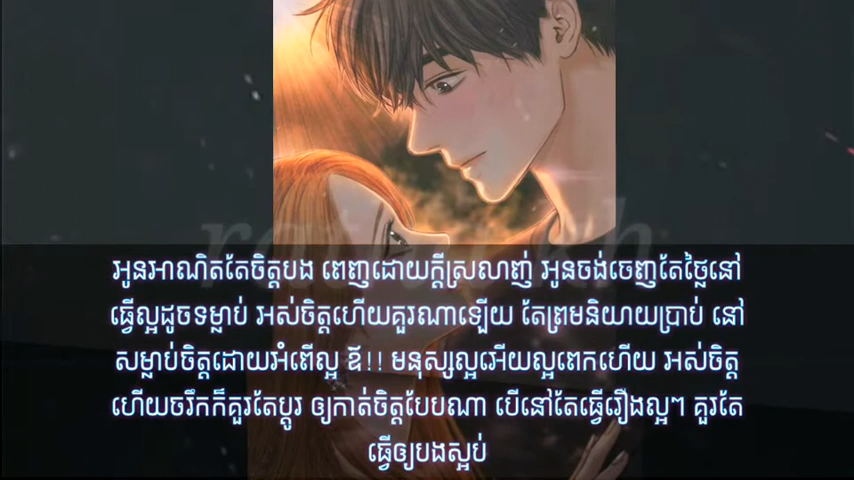 អូនអាណិតតែចិត្តបង ពេញដោយក្ដីស្រលាញ់ អូនចង់ចេញតែថ្លៃនៅ
ធ្វើល្អដូចទម្លាប់ អស់ចិត្តហើយគួរណាឡើយ តែព្រមនិយាយប្រាប់ នៅ
សម្លាប់ចិត្តដោយអំពើល្អ ឪ!! មនុស្សល្អអើយល្អពេកហើយ អស់ចិត្ត
ហើយចរឹកក៏គួរតែប្ដូរ ឲ្យកាត់ចិត្តបែបណា បើនៅតែធ្វើរឿងល្អៗ គួរតែ
ធ្វើឲ្យបងស្អប់